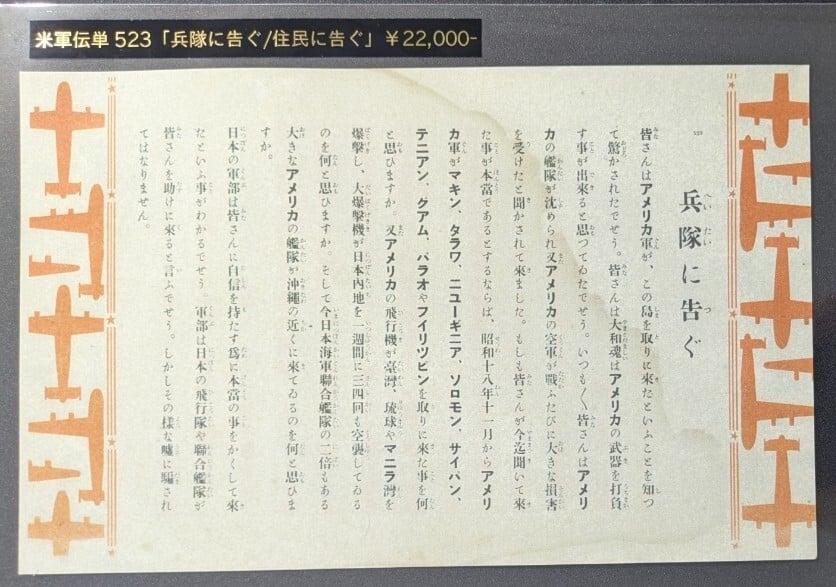 米軍伝単 523「兵隊に告ぐ/住民に告ぐ」￥22,000-
523
兵隊に告ぐ
皆さんはアメリカ軍が、この島を取りに来たといふことを知つ
て驚かされたでせう。皆さんは大和魂はアメリカの武器を打負
す事が出来ると思つてゐたでせう。いつも〱皆さんはアメリ
カの艦隊が沈められ又アメリカの空軍が戰ふたびに大きな損害
を受けたと聞かされて来ました。もしも皆さんが今迄聞いて来
た事が本當であるとするならば、昭和十八年十一月からアメリ
カ軍がマキン、タラワ、ニユーギニア、ソロモン、サイパン、
テニアン、グアム、パラオやフイリツピンを取りに来た事を何
と思ひますか。又アメリカの飛行機が臺灣、琉球やマニラ灣を
爆擊し、大爆擊機が日本内地を一週間に三四回も空襲してゐる
のを何と思ひますか。そして今日本海軍聯合艦隊の二倍もある
大きなアメリカの艦隊が沖繩の近くに来てゐるのを何と思ひま
すか。
日本の軍部は皆さんに自信を持たす爲に本當の事をかくして来
たといふ事がわかるでせう。軍部は日本の飛行隊や聯合艦隊が
皆さんを助けに来ると言ふでせう。しかしその様な嘘に騙され
てはなりません。